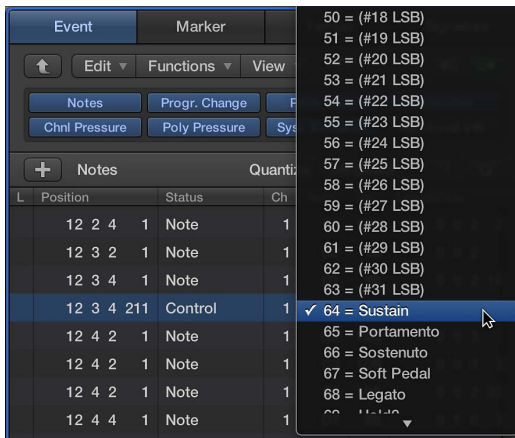 Event Marker
Edit Functions View
Notes Progr. Change
Chnl Pressure Poly Pressure
Notes
L Position Status Ch
12 2 4 1 Note 1
12 3 2 1 Note 1
12 3 4 1 Note 1
12 3 4 211 Control 1
12 4 2 1 Note 1
12 4 2 1 Note 1
12 4 2 1 Note 1
12 4 4 1 Note 1
50 = (#18 LSB)
51 = (#19 LSB)
52 = (#20 LSB)
53 = (#21 LSB)
54 = (#22 LSB)
55 = (#23 LSB)
56 = (#24 LSB)
57 = (#25 LSB)
58 = (#26 LSB)
59 = (#27 LSB)
60 = (#28 LSB)
61 = (#29 LSB)
62 = (#30 LSB)
63 = (#31 LSB)
✓ 64 = Sustain
65 = Portamento
66 = Sostenuto
67 = Soft Pedal
68 = Legato